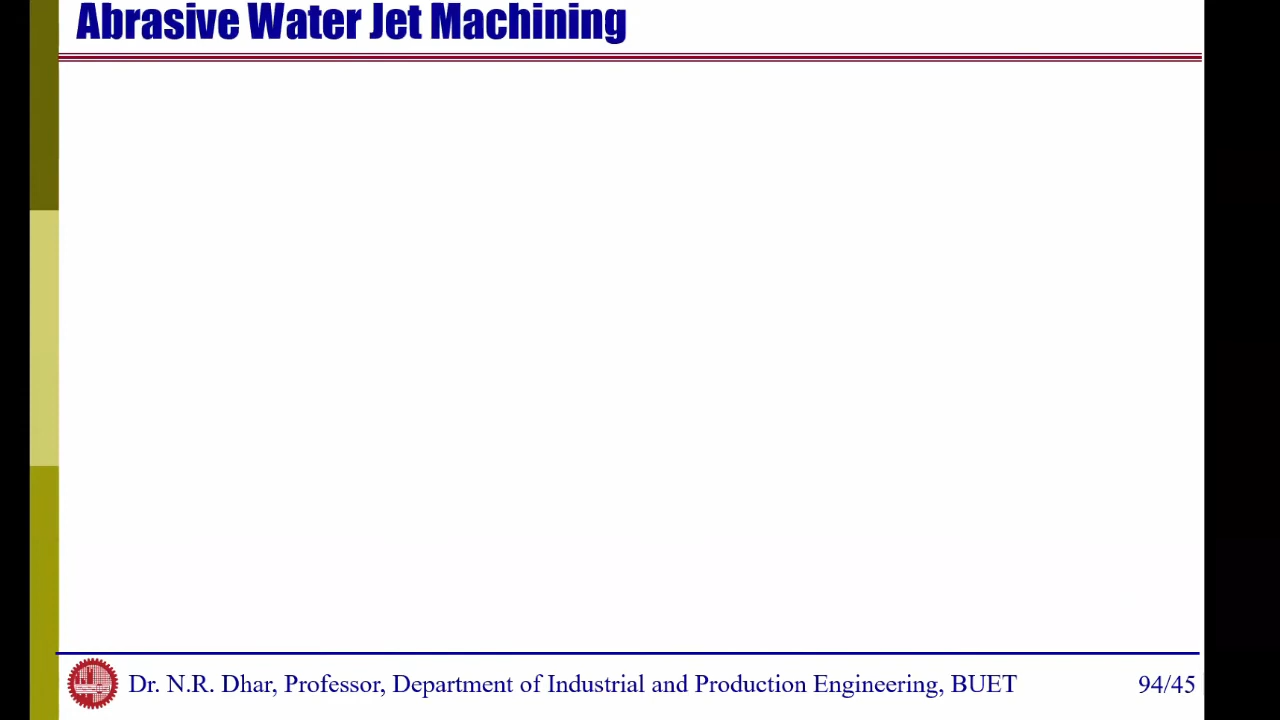 Abrasive Water Jet Machining
Dr. N.R. Dhar, Professor, Department of Industrial and Production Engineering, BUET
94/45